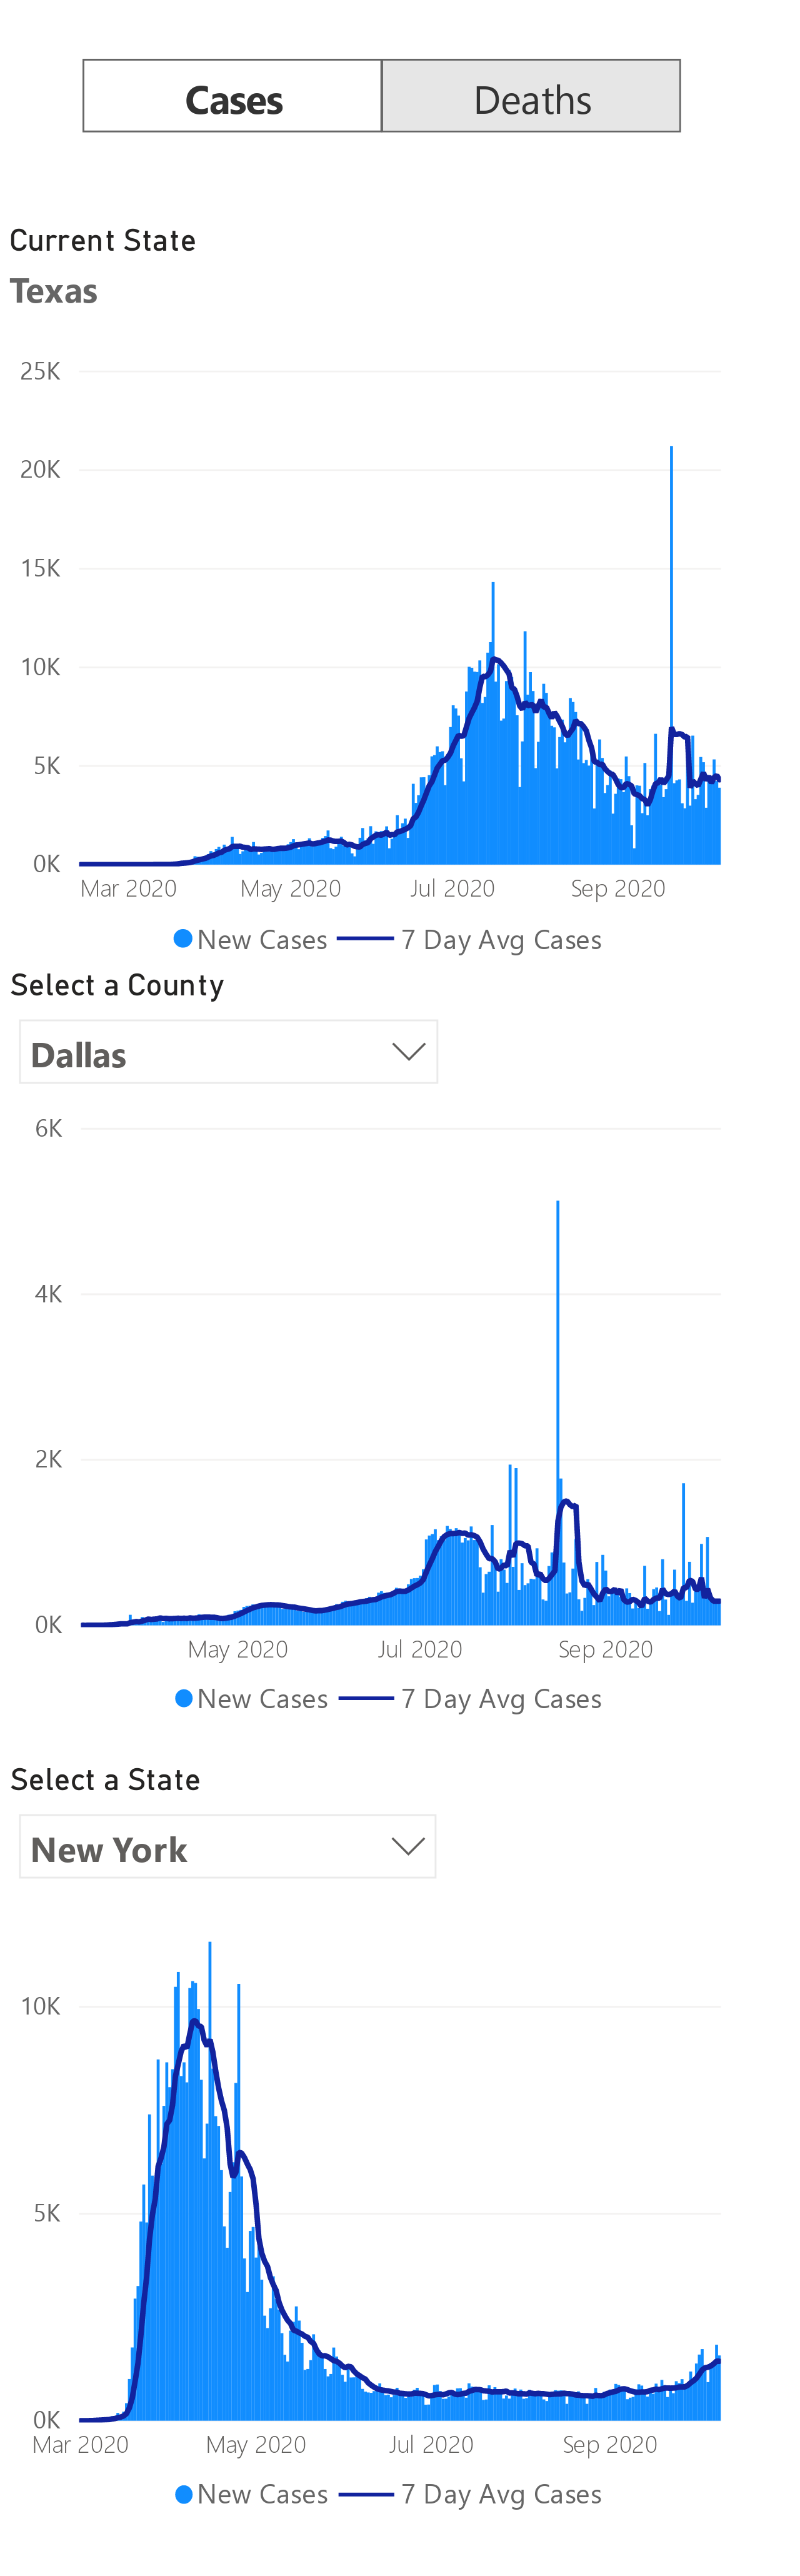 Cases Deaths
Current State
Texas
25K
20K
15K
10K
5K
0K
Mar 2020 May 2020 Jul 2020 Sep 2020
New Cases 7 Day Avg Cases
Select a County
Dallas
6K
4K
2K
0K
May 2020 Jul 2020 Sep 2020
New Cases 7 Day Avg Cases
Select a State
New York
10K
5K
0K
Mar 2020 May 2020 Jul 2020 Sep 2020
New Cases 7 Day Avg Cases